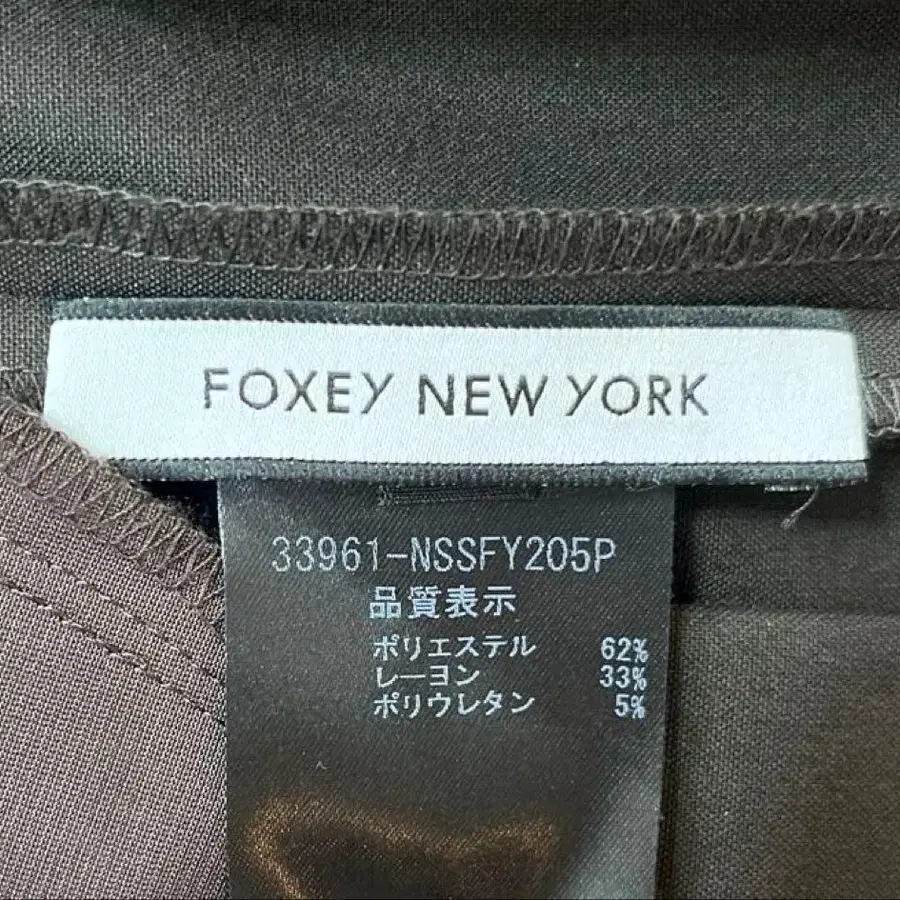 FOXEY NEW YORK
33961-NSSFY205P
品質表示
ポリエステル 62%
レーヨン 33%
ポリウレタン 5%